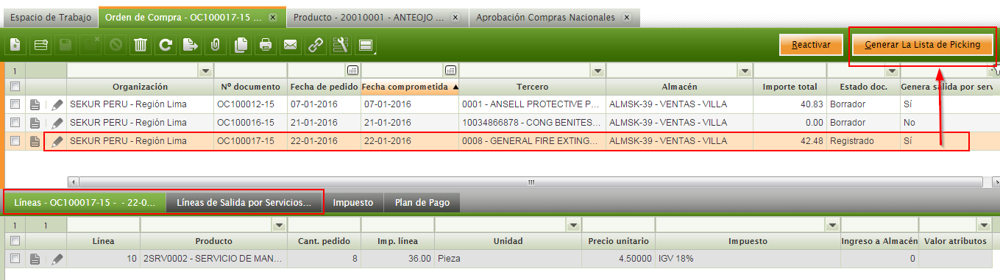 Espacio de Trabajo
Orden de Compra - OC100017-15 ...
Producto - 20010001 - ANTEOJO ...
Aprobación Compras Nacionales
Reactivar
Generar La Lista de Picking
1
Organización Nº documento Fecha de pedido Fecha comprometida Tercero Almacén Importe total Estado doc. Genera salida por serv
SEKUR PERU - Región Lima OC100012-15 07-01-2016 07-01-2016 0001 - ANSELL PROTECTIVE P... ALMSK-39 - VENTAS - VILLA 40.83 Borrador Sí
SEKUR PERU - Región Lima OC100016-15 21-01-2016 21-01-2016 10034866878 - CONG BENITES... ALMSK-39 - VENTAS - VILLA 0.00 Borrador No
SEKUR PERU - Región Lima OC100017-15 22-01-2016 22-01-2016 0008 - GENERAL FIRE EXTING... ALMSK-39 - VENTAS - VILLA 42.48 Registrado Sí
Líneas - OC100017-15 - - 22-0...
Líneas de Salida por Servicios...
Impuesto
Plan de Pago
1 1
Línea Producto Cant. pedido Imp. línea Unidad Precio unitario Impuesto Ingreso a Almacén Valor atributos
10 2SRV0002 - SERVICIO DE MAN... 8 36.00 Pieza 4.50000 IGV 18% 0